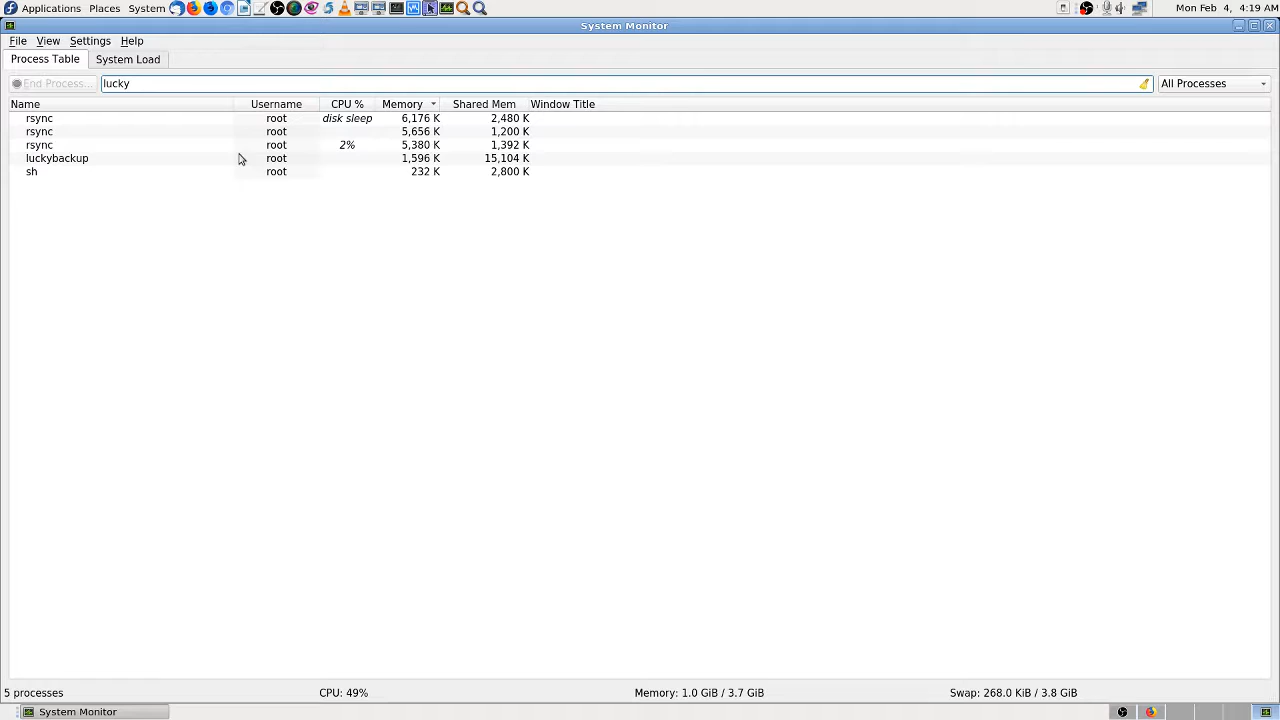 Applications Places System Mon Feb 4, 4:19 AM
System Monitor
File View Settings Help
Process Table System Load
End Process... lucky All Processes
Name Username CPU % Memory Shared Mem Window Title
rsync root disk sleep 6,176 K 2,480 K
rsync root 5,656 K 1,200 K
rsync root 2% 5,380 K 1,392 K
luckybackup root 1,596 K 15,104 K
sh root 232 K 2,800 K
5 processes CPU: 49% Memory: 1.0 GiB / 3.7 GiB Swap: 268.0 KiB / 3.8 GiB
System Monitor